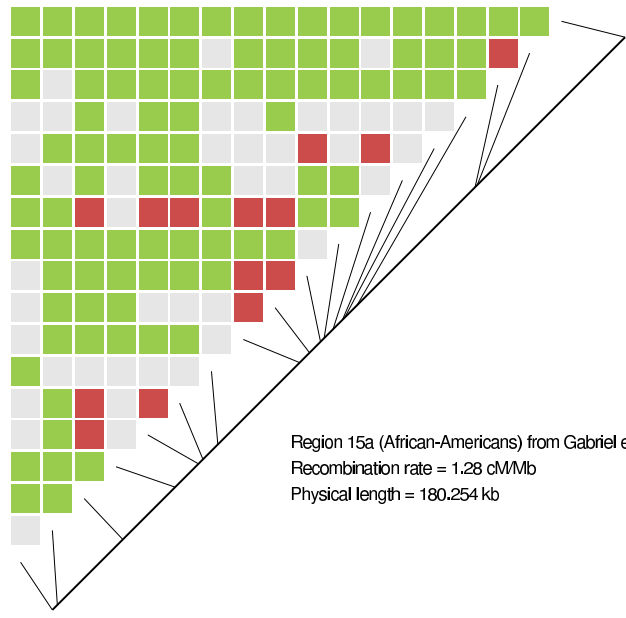 Region 15a (African-Americans) from Gabriel e
Recombination rate = 1.28 cM/Mb
Physical length = 180.254 kb